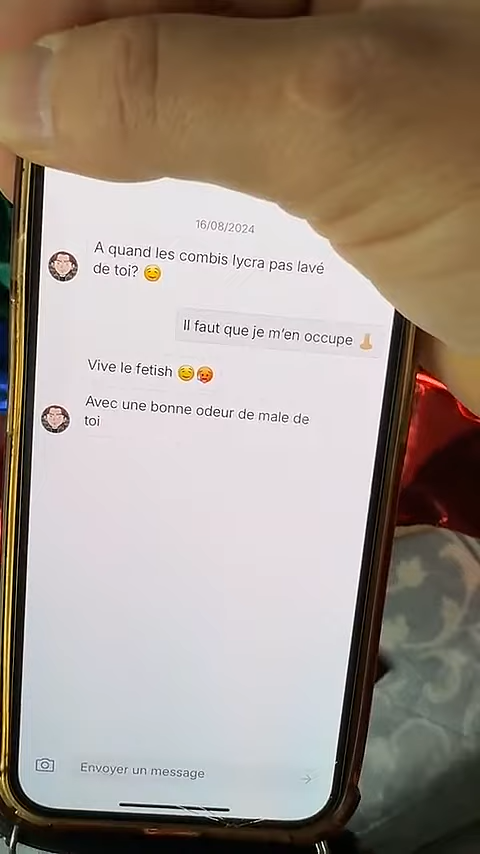 16/08/2024
A quand les combis lycra pas lavé
de toi? ☺️
Il faut que je m'en occupe 👃🏼
Vive le fetish ☺️🥵
Avec une bonne odeur de male de
toi
Envoyer un message